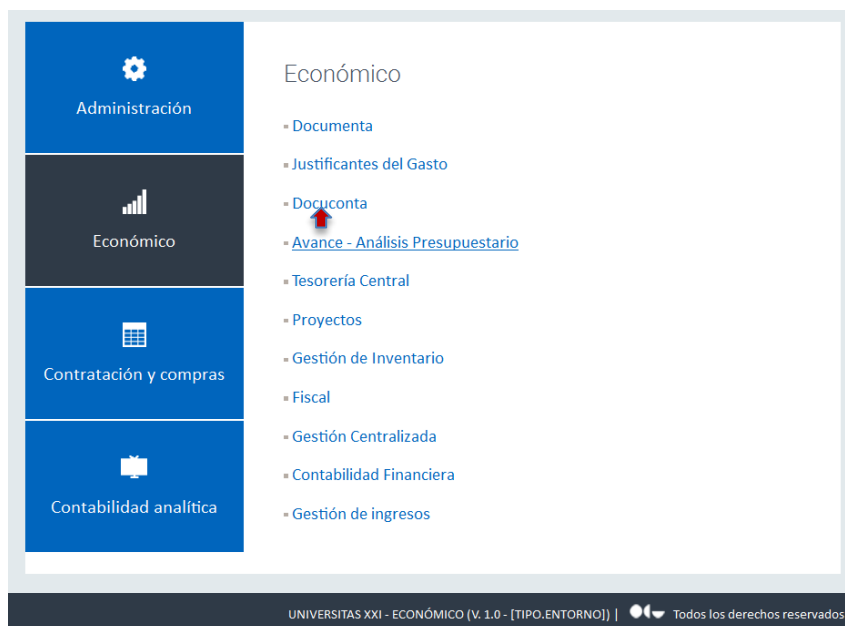 Administración
Económico
Contratación y compras
Contabilidad analítica
Económico
Documenta
Justificantes del Gasto
Docuconta
Avance - Análisis Presupuestario
Tesorería Central
Proyectos
Gestión de Inventario
Fiscal
Gestión Centralizada
Contabilidad Financiera
Gestión de ingresos
UNIVERSITAS XXI - ECONÓMICO (V. 1.0 - [TIPO.ENTORNO]) | Todos los derechos reservados